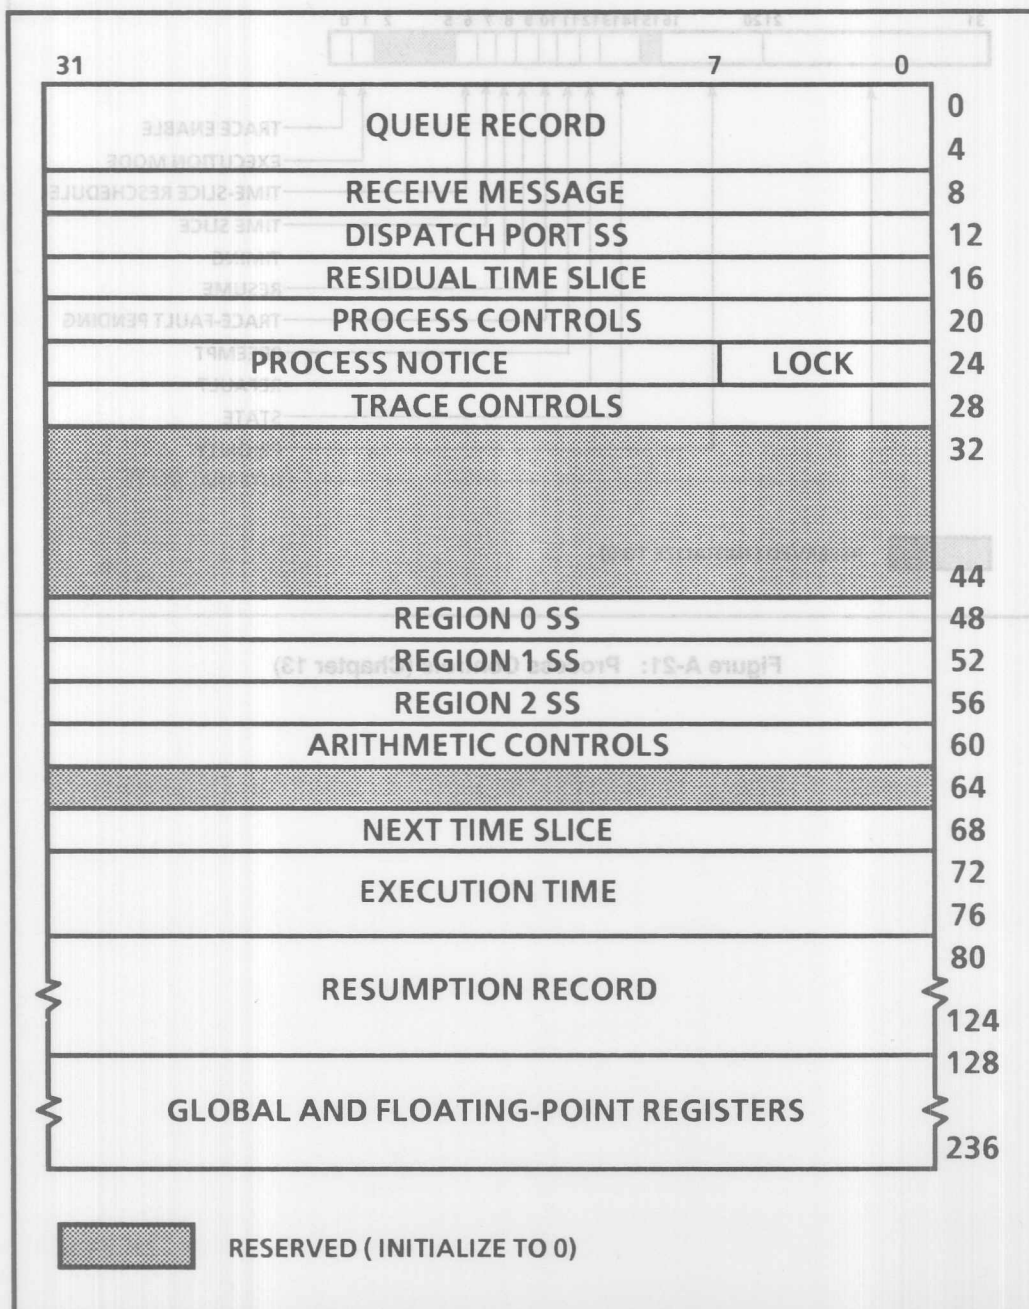 31 7 0
QUEUE RECORD 0
4
RECEIVE MESSAGE 8
DISPATCH PORT SS 12
RESIDUAL TIME SLICE 16
PROCESS CONTROLS 20
PROCESS NOTICE LOCK 24
TRACE CONTROLS 28
32
44
REGION 0 SS 48
REGION 1 SS 52
REGION 2 SS 56
ARITHMETIC CONTROLS 60
64
NEXT TIME SLICE 68
72
EXECUTION TIME
76
80
RESUMPTION RECORD
124
128
GLOBAL AND FLOATING-POINT REGISTERS
236
RESERVED ( INITIALIZE TO 0)